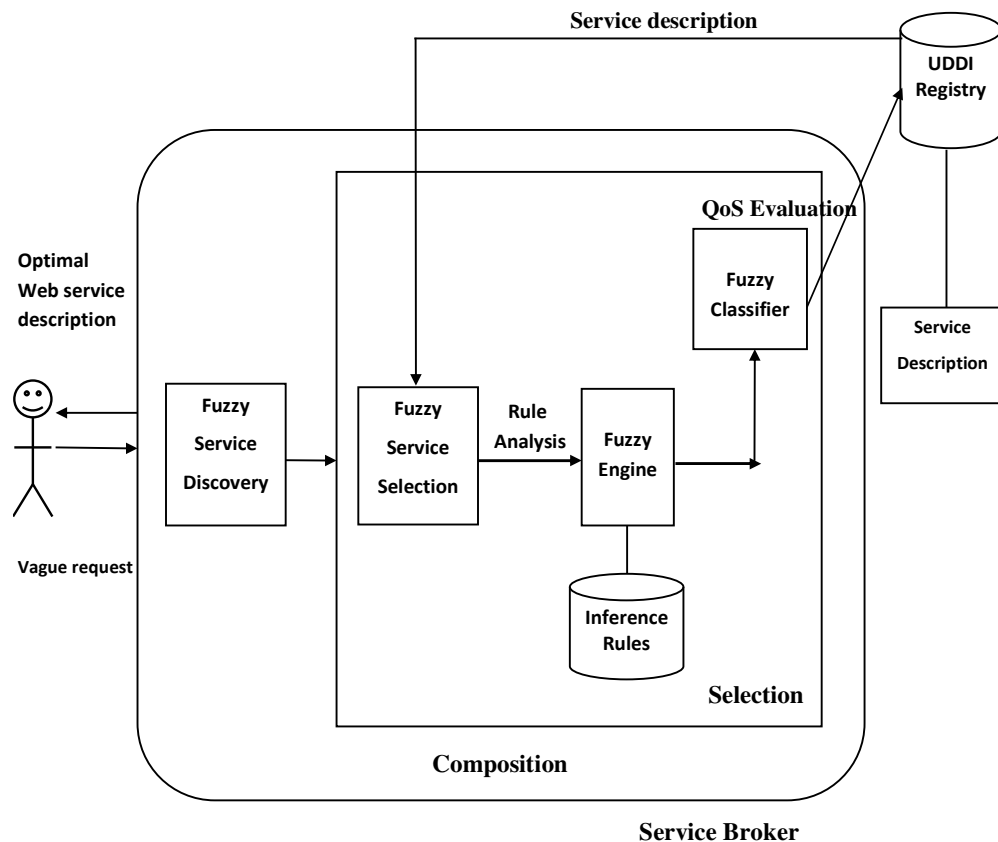 Service description
UDDI
Registry
QoS Evaluation
Optimal
Web service
description
Fuzzy
Classifier
Service
Description
Fuzzy
Service
Discovery
Fuzzy
Service
Selection
Rule
Analysis
Fuzzy
Engine
Vague request
Inference
Rules
Selection
Composition
Service Broker